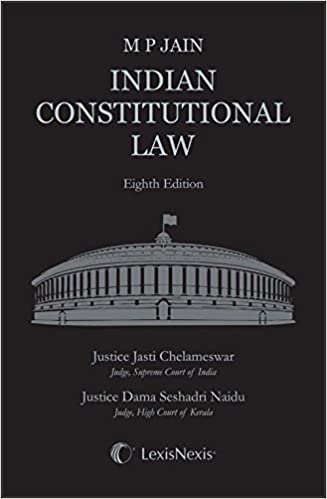 M P JAIN
INDIAN
CONSTITUTIONAL
LAW
Eighth Edition
Justice Jasti Chelameswar
Judge, Supreme Court of India
Justice Dama Seshadri Naidu
Judge, High Court of Kerala
LexisNexis®